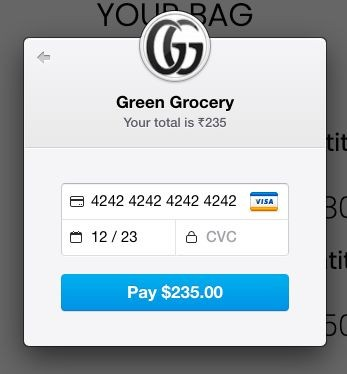 YOUR BAG
GG
Green Grocery
Your total is ₹235
4242 4242 4242 4242 VISA
12 / 23 CVC
Pay $235.00